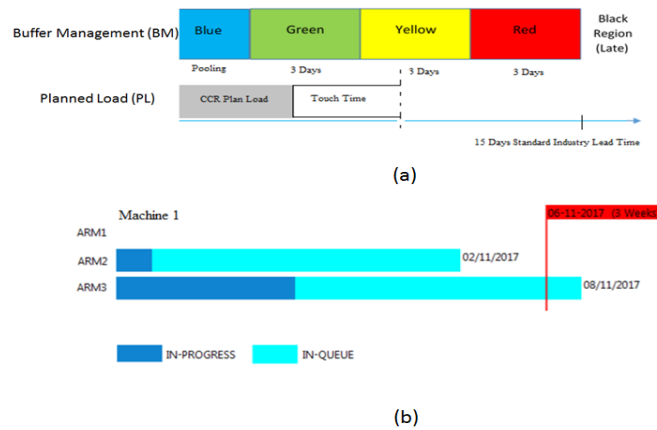 Buffer Management (BM)
Blue
Green
Yellow
Red
Black
Region
(Late)
Pooling
3 Days
3 Days
3 Days
Planned Load (PL)
CCR Plan Load
Touch Time
15 Days Standard Industry Lead Time
(a)
Machine 1
06-11-2017 (3 Weeks
ARM1
ARM2
02/11/2017
ARM3
08/11/2017
IN-PROGRESS
IN-QUEUE
(b)